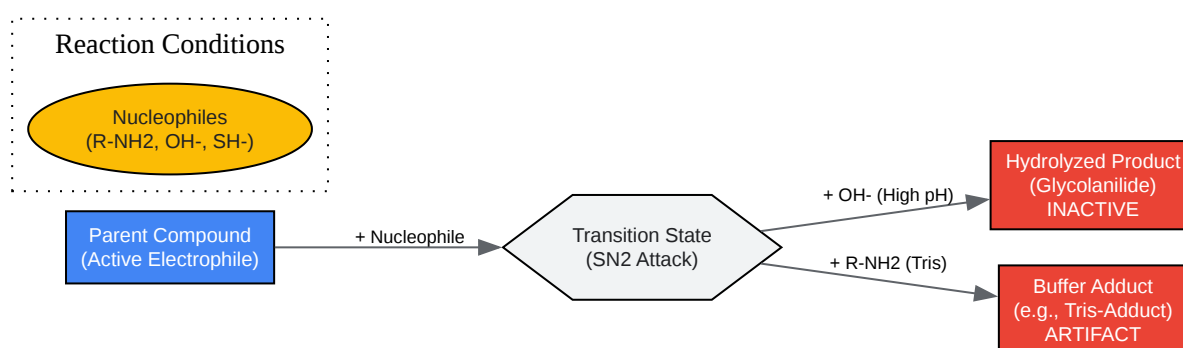 Reaction Conditions
Nucleophiles
(R-NH2, OH-, SH-)
Parent Compound
(Active Electrophile)
+ Nucleophile
Transition State
(SN2 Attack)
+ OH- (High pH)
+ R-NH2 (Tris)
Hydrolyzed Product
(Glycolanilide)
INACTIVE
Buffer Adduct
(e.g., Tris-Adduct)
ARTIFACT